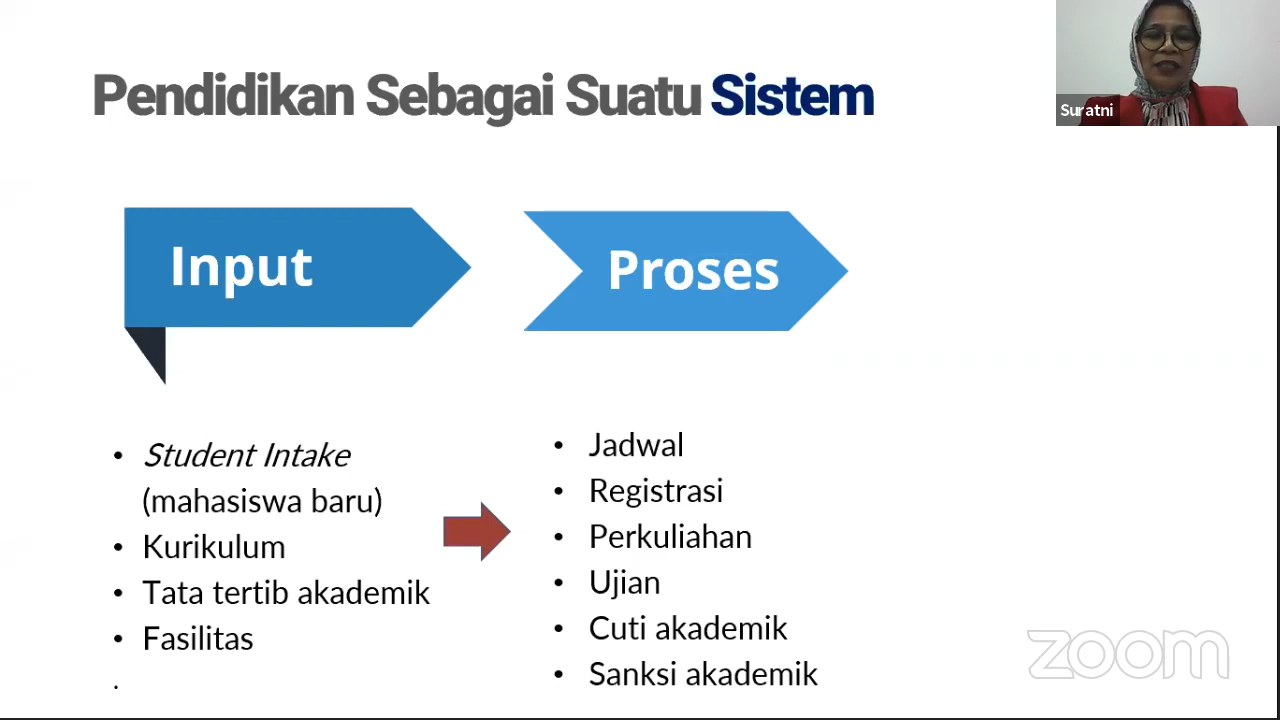 Pendidikan Sebagai Suatu Sistem
Suratni
Input
Proses
• Student Intake
(mahasiswa baru)
• Kurikulum
• Tata tertib akademik
• Fasilitas
.
• Jadwal
• Registrasi
• Perkuliahan
• Ujian
• Cuti akademik
• Sanksi akademik
zoom